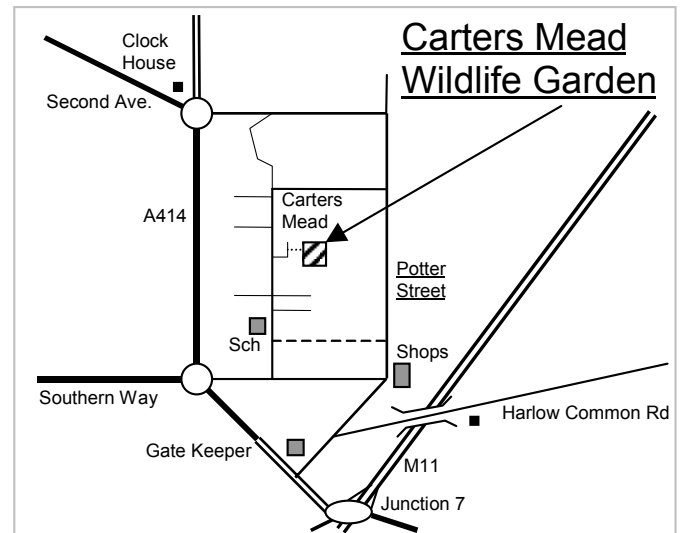 Carters Mead
Wildlife Garden
Clock
House
Second Ave.
A414
Carters
Mead
Potter
Street
Sch
Shops
Southern Way
Harlow Common Rd
Gate Keeper
M11
Junction 7